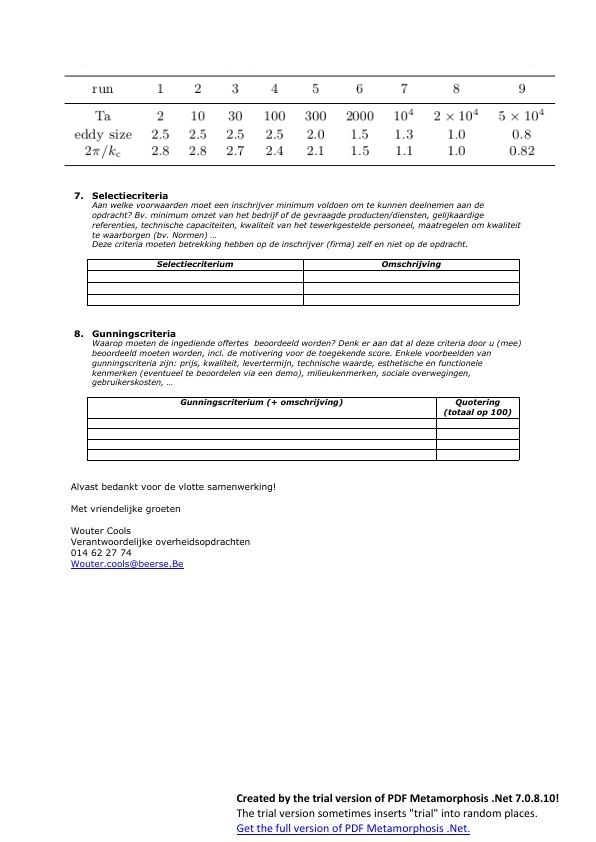 run 1 2 3 4 5 6 7 8 9
Ta 2 10 30 100 300 2000 10⁴ 2 × 10⁴ 5 × 10⁴
eddy size 2.5 2.5 2.5 2.5 2.0 1.5 1.3 1.0 0.8
2π/k_c 2.8 2.8 2.7 2.4 2.1 1.5 1.1 1.0 0.82
7. Selectiecriteria
Aan welke voorwaarden moet een inschrijver minimum voldoen om te kunnen deelnemen aan de
opdracht? Bv. minimum omzet van het bedrijf of de gevraagde producten/diensten, gelijkaardige
referenties, technische capaciteiten, kwaliteit van het tewerkgestelde personeel, maatregelen om kwaliteit
te waarborgen (bv. Normen) …
Deze criteria moeten betrekking hebben op de inschrijver (firma) zelf en niet op de opdracht.
Selectiecriterium Omschrijving
8. Gunningscriteria
Waarop moeten de ingediende offertes beoordeeld worden? Denk er aan dat al deze criteria door u (mee)
beoordeeld moeten worden, incl. de motivering voor de toegekende score. Enkele voorbeelden van
gunningscriteria zijn: prijs, kwaliteit, levertermijn, technische waarde, esthetische en functionele
kenmerken (eventueel te beoordelen via een demo), milieukenmerken, sociale overwegingen,
gebruikerskosten, …
Gunningscriterium (+ omschrijving) Quotering
(totaal op 100)
Alvast bedankt voor de vlotte samenwerking!
Met vriendelijke groeten
Wouter Cools
Verantwoordelijke overheidsopdrachten
014 62 27 74
Wouter.cools@beerse.Be
Created by the trial version of PDF Metamorphosis .Net 7.0.8.10!
The trial version sometimes inserts "trial" into random places.
Get the full version of PDF Metamorphosis .Net.